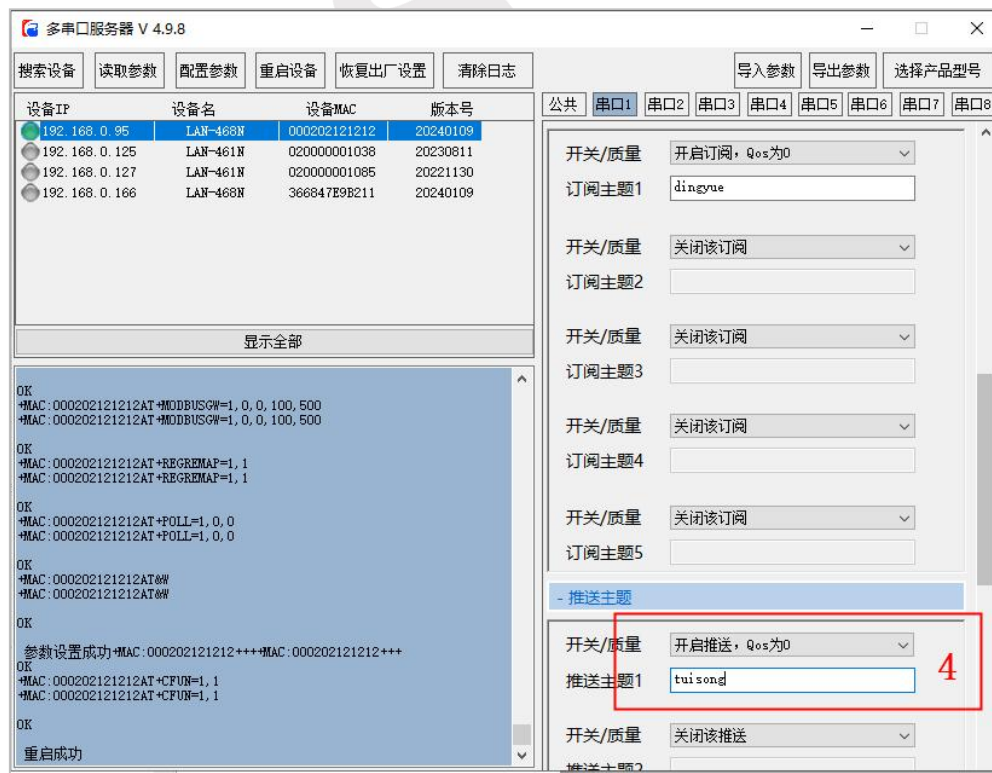 多串口服务器 V 4.9.8
搜索设备 读取参数 配置参数 重启设备 恢复出厂设置 清除日志 导入参数 导出参数 选择产品型号
设备IP 设备名 设备MAC 版本号
192.168.0.95 LAN-468N 000202121212 20240109
192.168.0.125 LAN-461N 020000001038 20230811
192.168.0.127 LAN-461N 020000001085 20221130
192.168.0.166 LAN-468N 366847E9B211 20240109
显示全部
OK
+MAC:000202121212AT+MODBUSGW=1,0,0,100,500
+MAC:000202121212AT+MODBUSGW=1,0,0,100,500
OK
+MAC:000202121212AT+REGREMAP=1,1
+MAC:000202121212AT+REGREMAP=1,1
OK
+MAC:000202121212AT+POLL=1,0,0
+MAC:000202121212AT+POLL=1,0,0
OK
+MAC:000202121212AT&W
+MAC:000202121212AT&W
OK
参数设置成功+MAC:000202121212++++MAC:000202121212+++
OK
+MAC:000202121212AT+CFUN=1,1
+MAC:000202121212AT+CFUN=1,1
OK
重启成功
公共 串口1 串口2 串口3 串口4 串口5 串口6 串口7 串口8
开关/质量 开启订阅，Qos为0
订阅主题1 dingyue
开关/质量 关闭该订阅
订阅主题2
开关/质量 关闭该订阅
订阅主题3
开关/质量 关闭该订阅
订阅主题4
开关/质量 关闭该订阅
订阅主题5
- 推送主题
开关/质量 开启推送，Qos为0
推送主题1 tuisong
4
开关/质量 关闭该推送
推送主题2